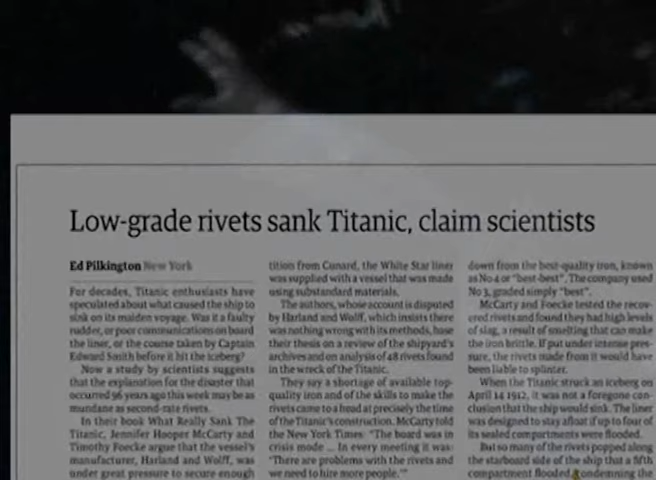 Low-grade rivets sank Titanic, claim scientists
Ed Pilkington New York
For decades, Titanic enthusiasts have
speculated about what caused the ship to
sink on its maiden voyage. Was it a faulty
rudder, or poor communications on board
the liner, or the course taken by Captain
Edward Smith before it hit the iceberg?
Now a study by scientists suggests
that the explanation for the disaster that
occurred 96 years ago this week may be as
mundane as second-rate rivets.
In their book What Really Sank The
Titanic, Jennifer Hooper McCarty and
Timothy Foecke argue that the vessel's
manufacturer, Harland and Wolff, was
under great pressure to secure enough
tition from Cunard, the White Star liner
was supplied with a vessel that was made
using substandard materials.
The authors, whose account is disputed
by Harland and Wolff, which insists there
was nothing wrong with its methods, base
their thesis on a review of the shipyard's
archives and on analysis of 48 rivets found
in the wreck of the Titanic.
They say a shortage of available top-
quality iron and of the skills to make the
rivets came to a head at precisely the time
of the Titanic's construction. McCarty told
the New York Times: "The board was in
crisis mode ... In every meeting it was:
'There are problems with the rivets and
we need to hire more people.'"
down from the best-quality iron, known
as No 4 or "best-best". The company used
No 3, graded simply "best".
McCarty and Foecke tested the recov-
ered rivets and found they had high levels
of slag, a result of smelting that can make
the iron brittle. If put under intense pres-
sure, the rivets made from it would have
been liable to splinter.
When the Titanic struck an iceberg on
April 14 1912, it was not a foregone con-
clusion that the ship would sink. The liner
was designed to stay afloat if up to four of
its sealed compartments were flooded.
But so many of the rivets popped along
the starboard side of the ship that a fifth
compartment flooded condemning the